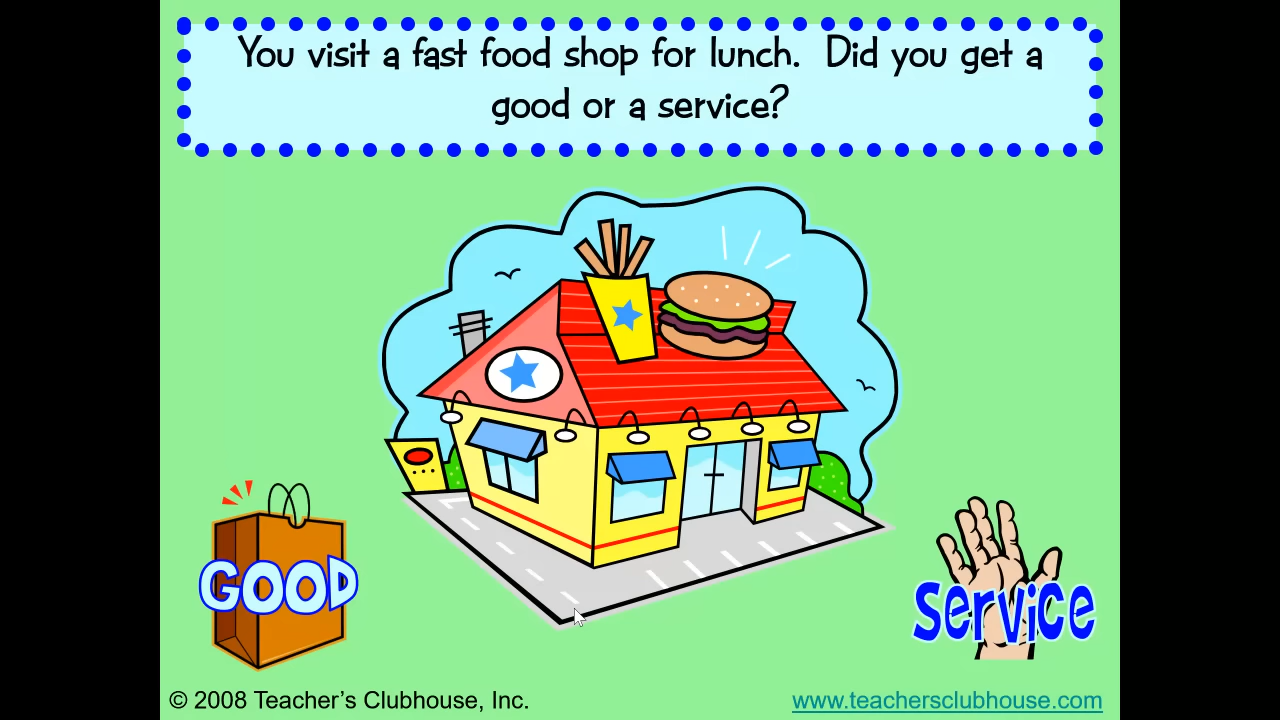 You visit a fast food shop for lunch. Did you get a
good or a service?
GOOD
Service
© 2008 Teacher's Clubhouse, Inc.
www.teachersclubhouse.com